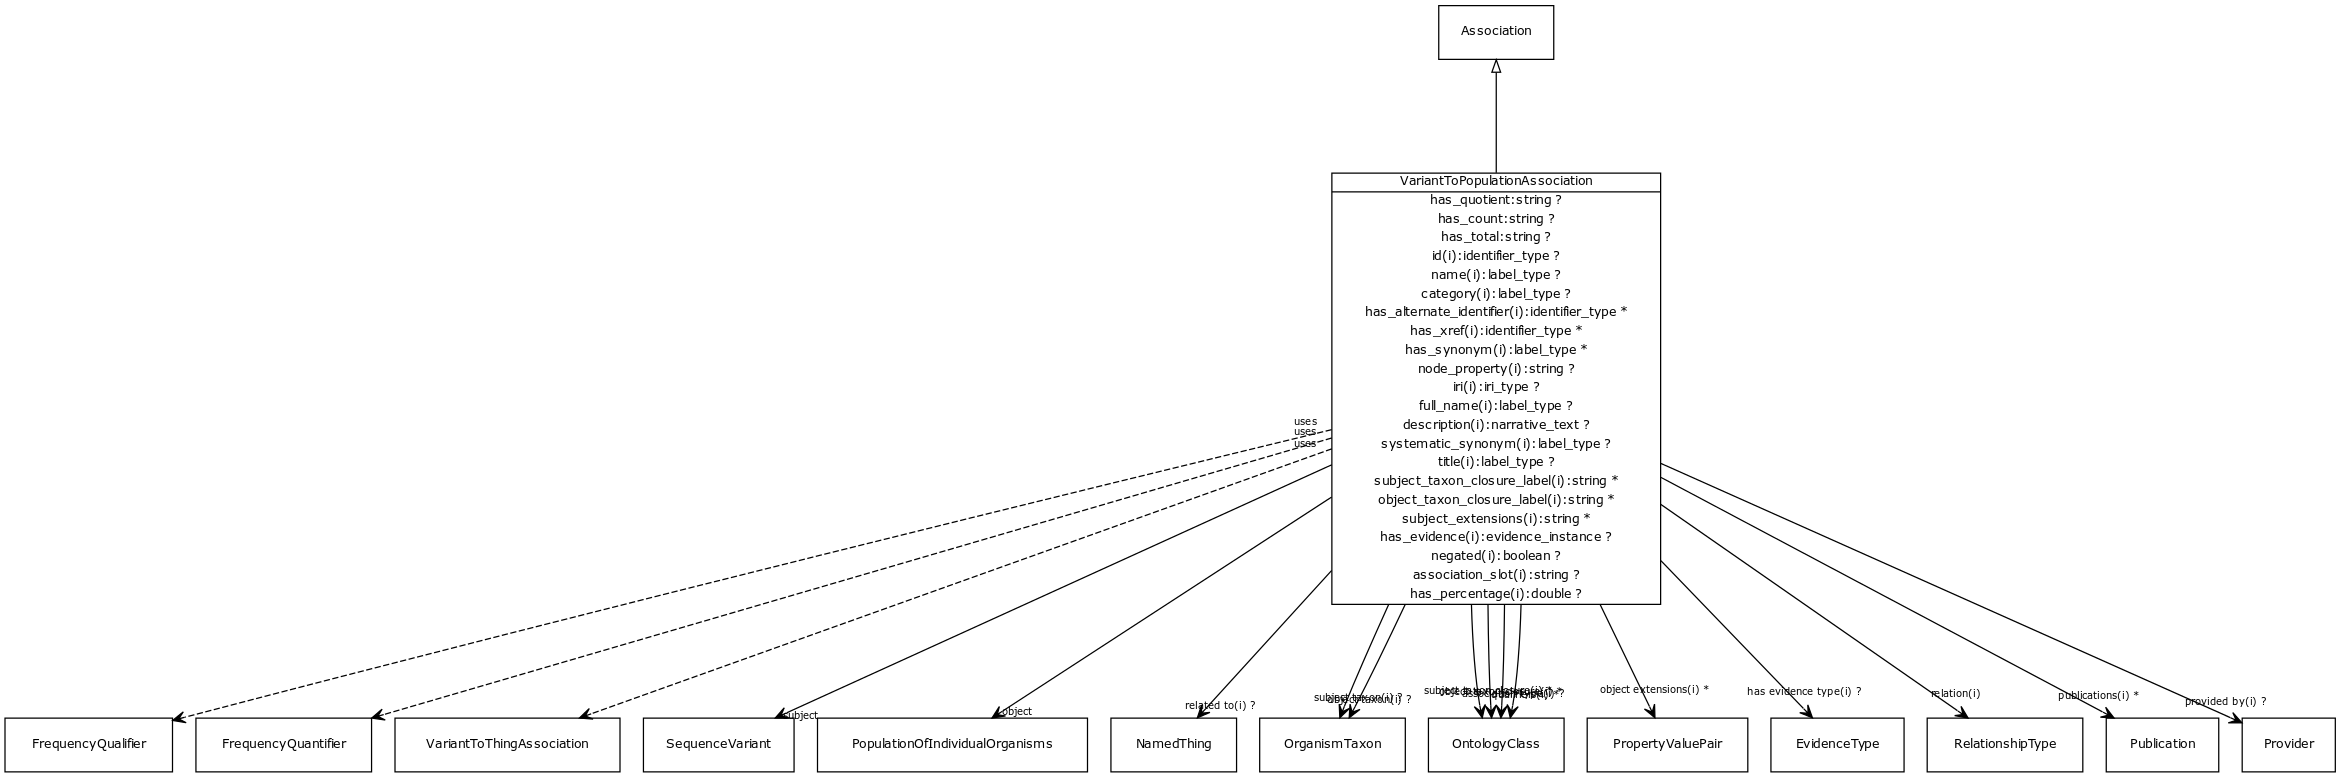 Association
VariantToPopulationAssociation
has_quotient:string ?
has_count:string ?
has_total:string ?
id(i):identifier_type ?
name(i):label_type ?
category(i):label_type ?
has_alternate_identifier(i):identifier_type *
has_xref(i):identifier_type *
has_synonym(i):label_type *
node_property(i):string ?
iri(i):iri_type ?
full_name(i):label_type ?
description(i):narrative_text ?
systematic_synonym(i):label_type ?
title(i):label_type ?
subject_taxon_closure_label(i):string *
object_taxon_closure_label(i):string *
subject_extensions(i):string *
has_evidence(i):evidence_instance ?
negated(i):boolean ?
association_slot(i):string ?
has_percentage(i):double ?
uses
uses
uses
subject
object
related to(i) ?
subject taxon(i) ?
object taxon(i) ?
object extensions(i) *
has evidence type(i) ?
relation(i)
publications(i) *
provided by(i) ?
FrequencyQualifier
FrequencyQuantifier
VariantToThingAssociation
SequenceVariant
PopulationOfIndividualOrganisms
NamedThing
OrganismTaxon
OntologyClass
PropertyValuePair
EvidenceType
RelationshipType
Publication
Provider